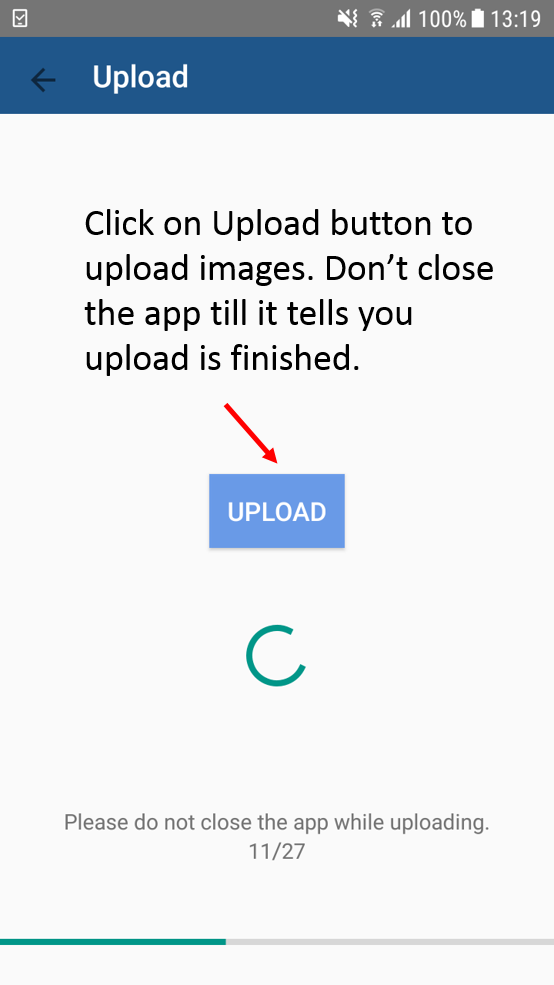 100% 13:19
Upload
Click on Upload button to
upload images. Don’t close
the app till it tells you
upload is finished.
UPLOAD
Please do not close the app while uploading.
11/27